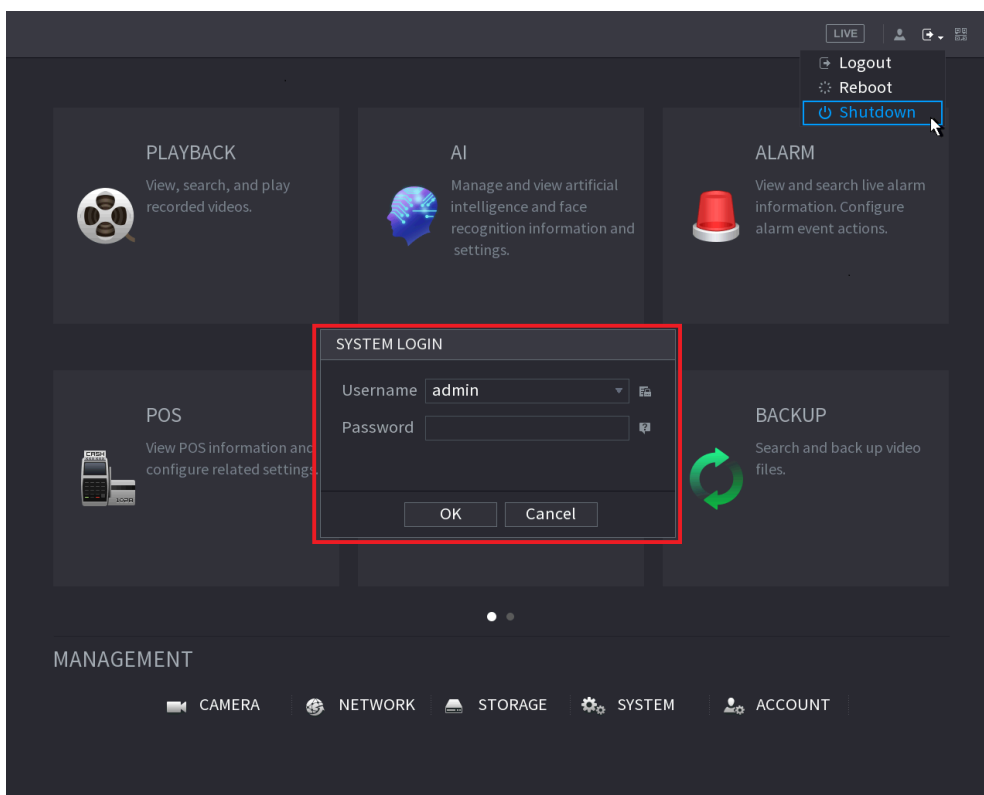 LIVE
Logout
Reboot
Shutdown
PLAYBACK
View, search, and play
recorded videos.
AI
Manage and view artificial
intelligence and face
recognition information and
settings.
ALARM
View and search live alarm
information. Configure
alarm event actions.
SYSTEM LOGIN
Username admin
Password
OK Cancel
POS
View POS information and
configure related settings.
CASH
BACKUP
Search and back up video
files.
MANAGEMENT
CAMERA NETWORK STORAGE SYSTEM ACCOUNT